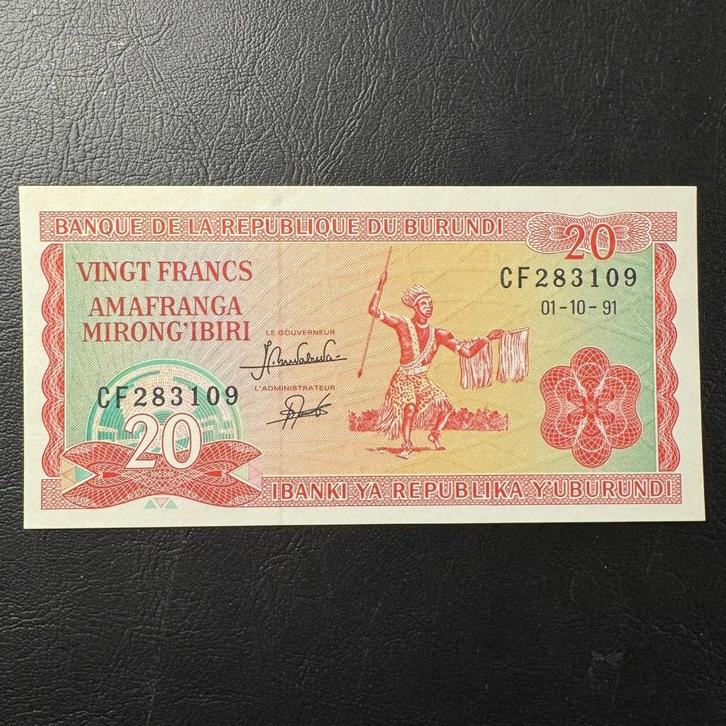 BANQUE DE LA REPUBLIQUE DU BURUNDI
20
VINGT FRANCS
CF283109
AMAFRANGA
MIRONG'IBIRI
01-10-91
LE GOUVERNEUR
L'ADMINISTRATEUR
CF283109
20
IBANKI YA REPUBLIKA Y'UBURUNDI